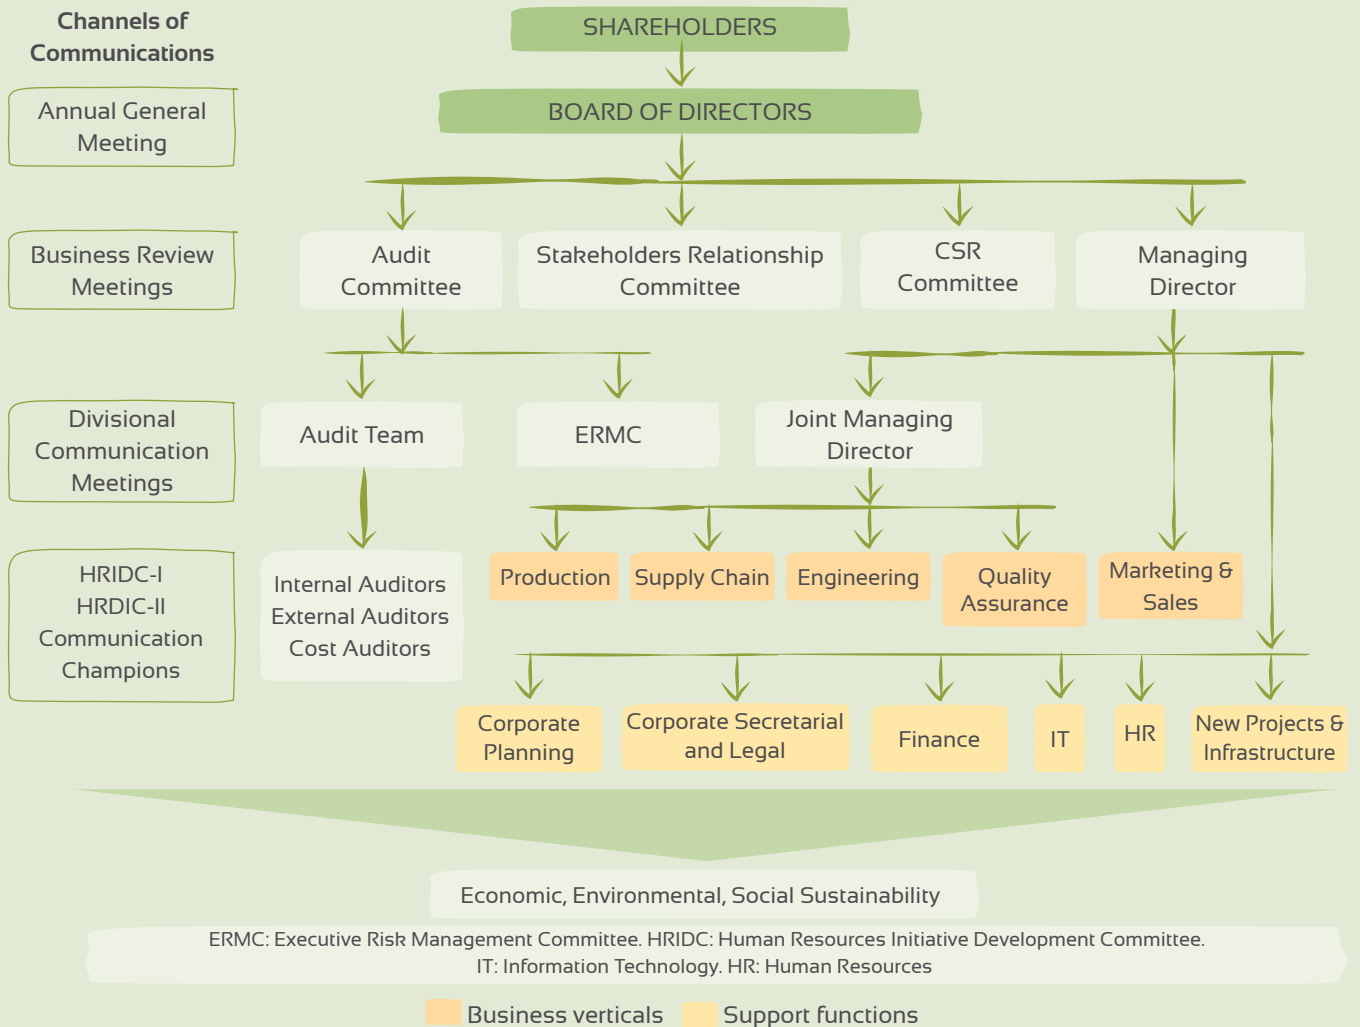 Channels of
Communications
SHAREHOLDERS
Annual General
Meeting
BOARD OF DIRECTORS
Business Review
Meetings
Audit
Committee
Stakeholders Relationship
Committee
CSR
Committee
Managing
Director
Divisional
Communication
Meetings
Audit Team
ERMC
Joint Managing
Director
HRIDC-I
HRDIC-II
Communication
Champions
Internal Auditors
External Auditors
Cost Auditors
Production
Supply Chain
Engineering
Quality
Assurance
Marketing &
Sales
Corporate
Planning
Corporate Secretarial
and Legal
Finance
IT
HR
New Projects &
Infrastructure
Economic, Environmental, Social Sustainability
ERMC: Executive Risk Management Committee. HRIDC: Human Resources Initiative Development Committee.
IT: Information Technology. HR: Human Resources
Business verticals
Support functions